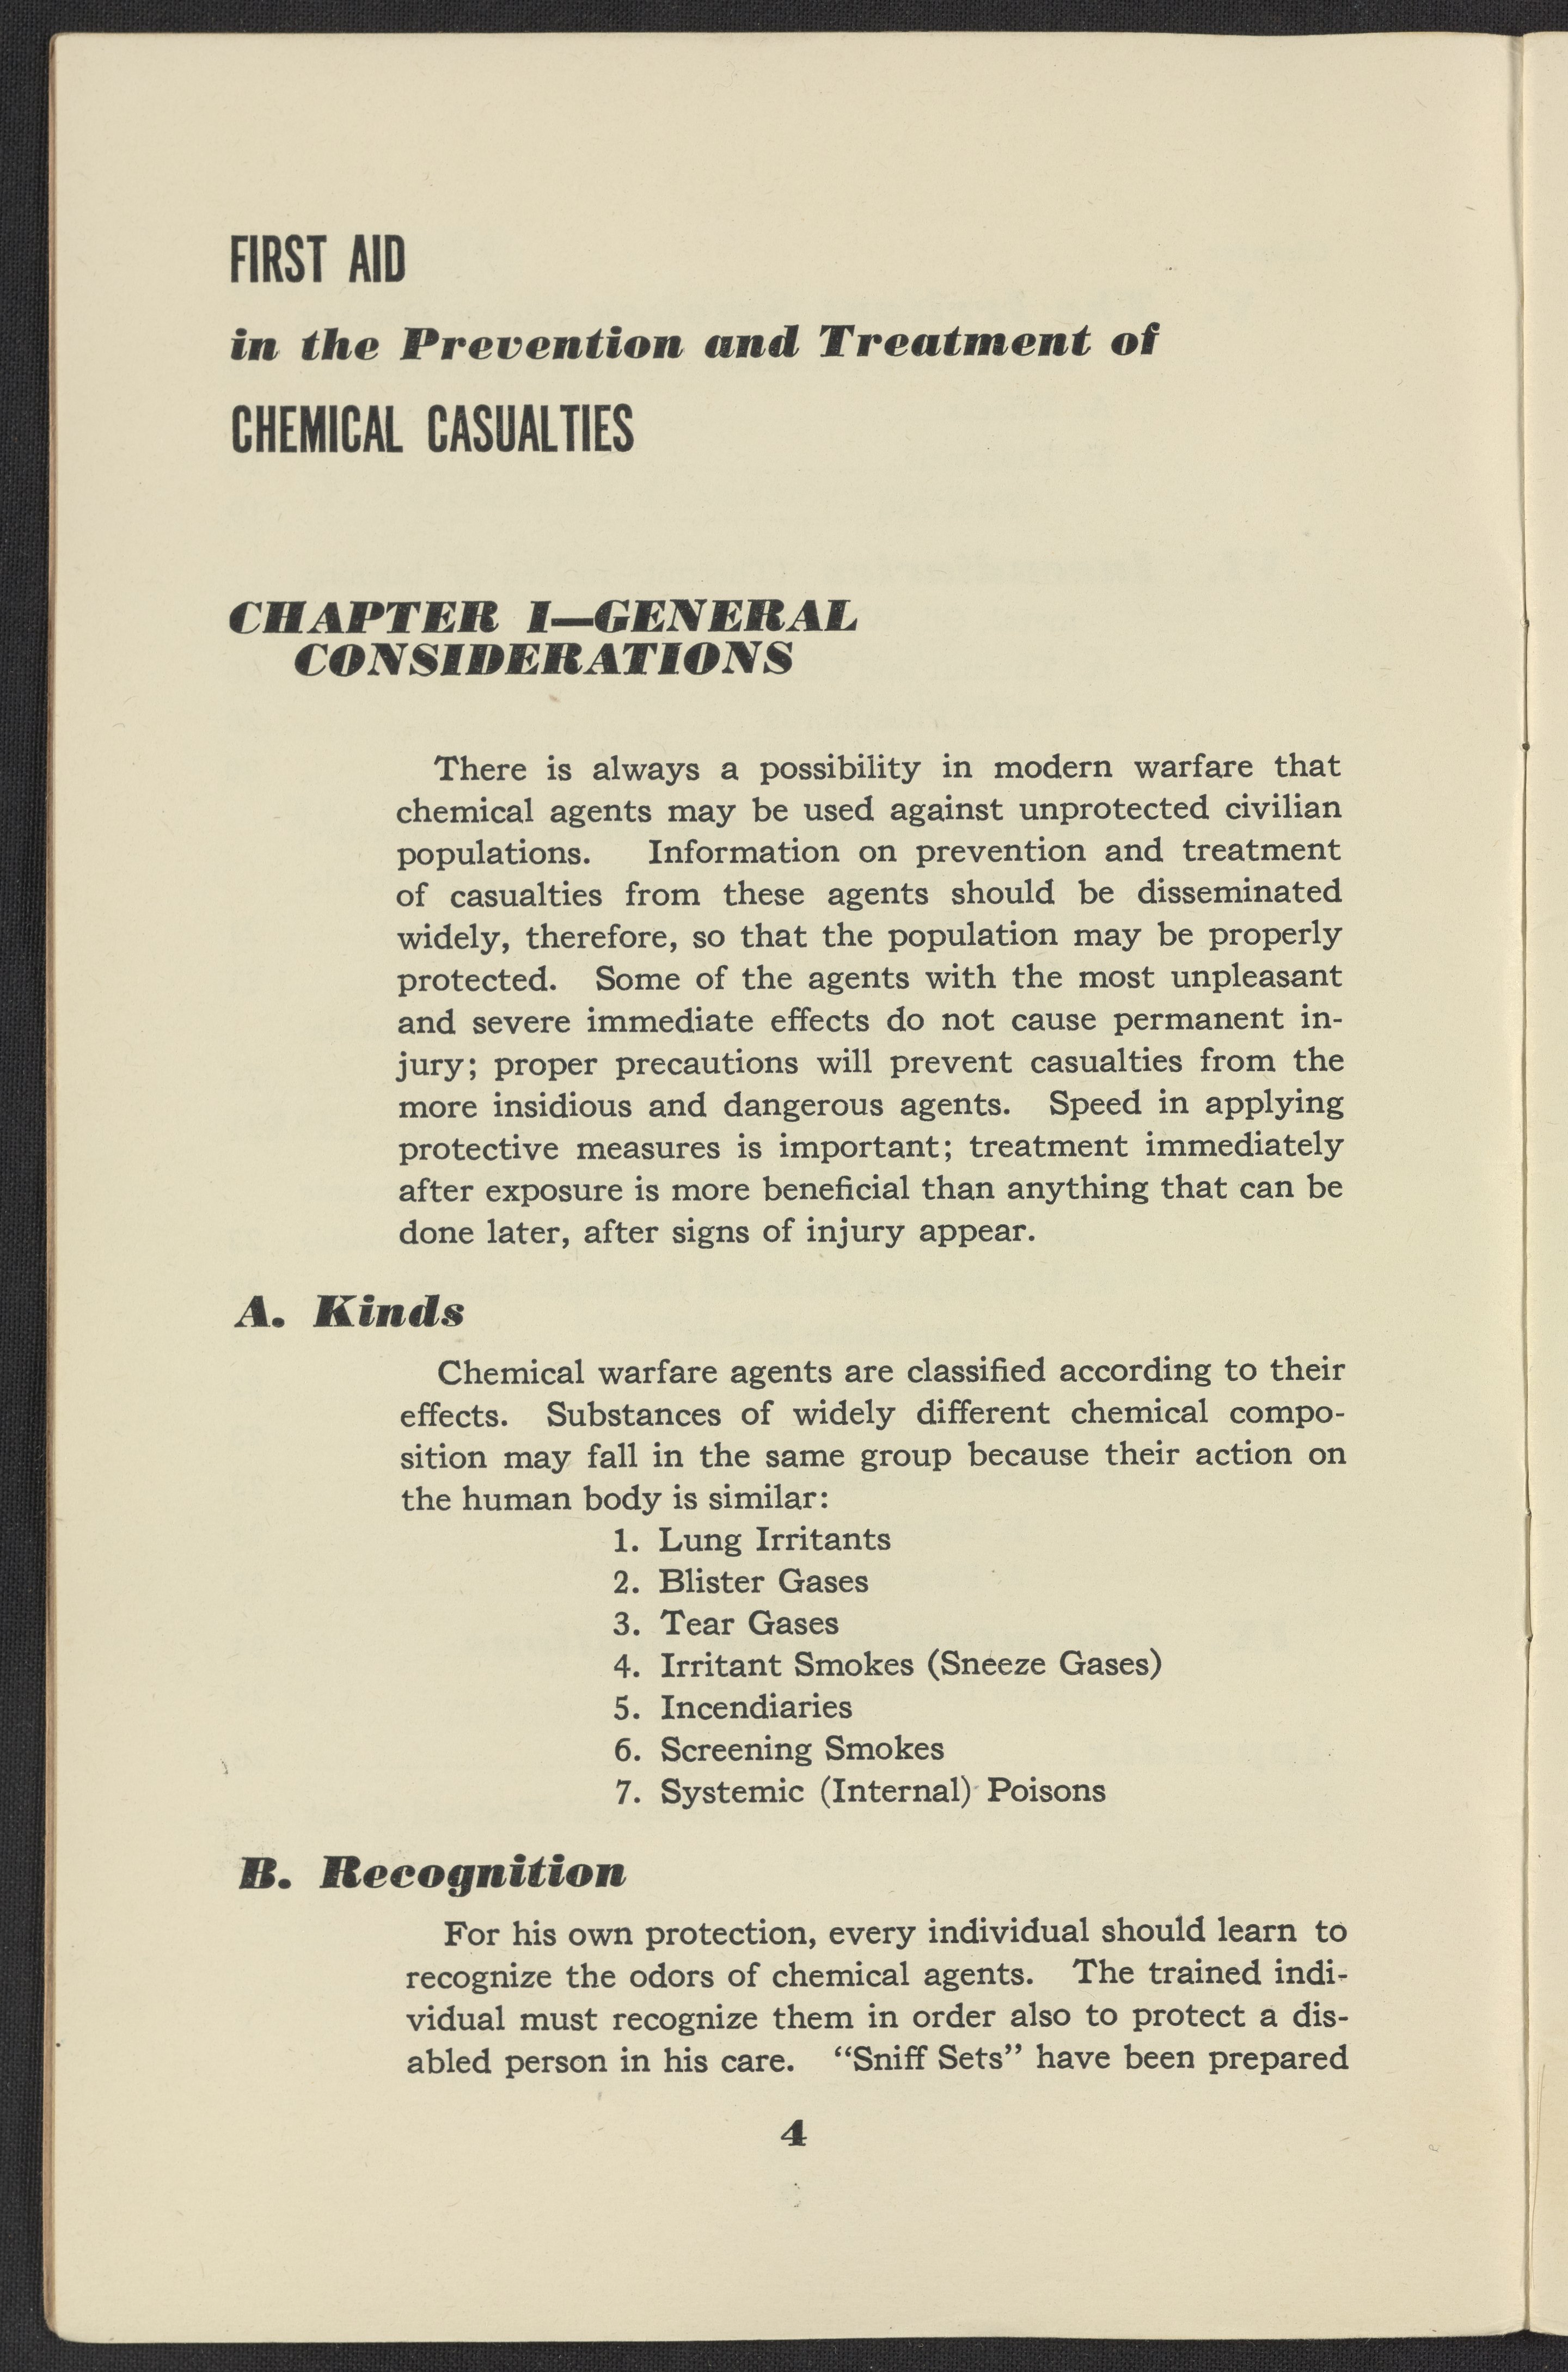 FIRST AID
in the Prevention and Treatment of
CHEMICAL CASUALTIES
CHAPTER I—GENERAL
CONSIDERATIONS
There is always a possibility in modern warfare that
chemical agents may be used against unprotected civilian
populations. Information on prevention and treatment
of casualties from these agents should be disseminated
widely, therefore, so that the population may be properly
protected. Some of the agents with the most unpleasant
and severe immediate effects do not cause permanent in-
jury; proper precautions will prevent casualties from the
more insidious and dangerous agents. Speed in applying
protective measures is important; treatment immediately
after exposure is more beneficial than anything that can be
done later, after signs of injury appear.
A. Kinds
Chemical warfare agents are classified according to their
effects. Substances of widely different chemical compo-
sition may fall in the same group because their action on
the human body is similar:
1. Lung Irritants
2. Blister Gases
3. Tear Gases
4. Irritant Smokes (Sneeze Gases)
5. Incendiaries
6. Screening Smokes
7. Systemic (Internal) Poisons
B. Recognition
For his own protection, every individual should learn to
recognize the odors of chemical agents. The trained indi-
vidual must recognize them in order also to protect a dis-
abled person in his care. “Sniff Sets” have been prepared
4